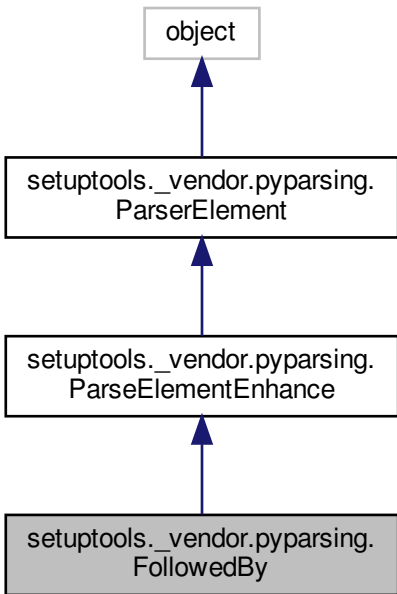 object
setuptools._vendor.pyparsing.
ParserElement
setuptools._vendor.pyparsing.
ParseElementEnhance
setuptools._vendor.pyparsing.
FollowedBy